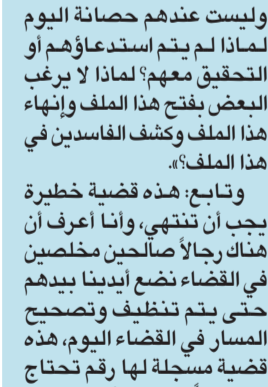 وليست عندهم حصانة اليوم
لماذا لم يتم استدعاؤهم أو
التحقيق معهم؟ لماذا لا يرغب
البعض بفتح هذا الملف وإنهاء
هذا الملف وكشف الفاسدين في
هذا الملف؟».
وتابع: هذه قضية خطيرة
يجب أن تنتهي، وأنا أعرف أن
هناك رجالاً صالحين مخلصين
في القضاء نضع أيدينا بيدهم
حتى يتم تنظيف وتصحيح
المسار في القضاء اليوم، هذه
قضية مسجلة لها رقم تحتاج